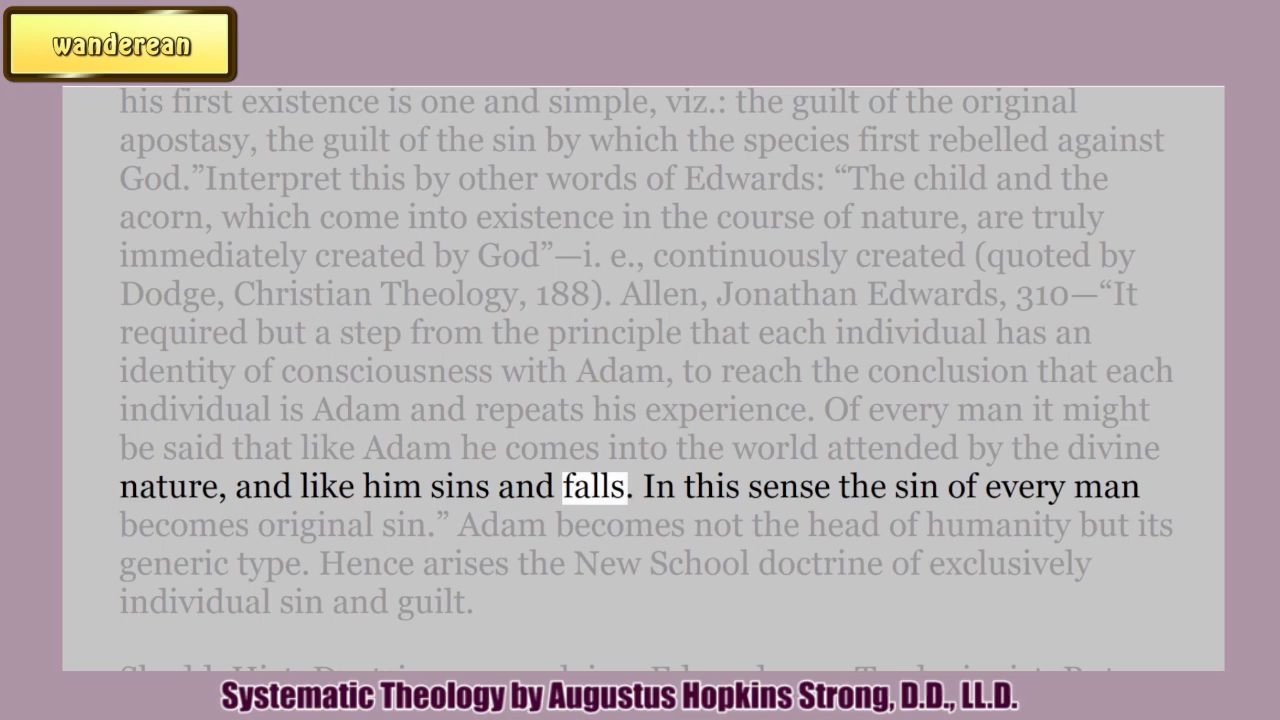 wanderean
his first existence is one and simple, viz.: the guilt of the original
apostasy, the guilt of the sin by which the species first rebelled against
God.”Interpret this by other words of Edwards: “The child and the
acorn, which come into existence in the course of nature, are truly
immediately created by God”—i. e., continuously created (quoted by
Dodge, Christian Theology, 188). Allen, Jonathan Edwards, 310—“It
required but a step from the principle that each individual has an
identity of consciousness with Adam, to reach the conclusion that each
individual is Adam and repeats his experience. Of every man it might
be said that like Adam he comes into the world attended by the divine
nature, and like him sins and falls. In this sense the sin of every man
becomes original sin.” Adam becomes not the head of humanity but its
generic type. Hence arises the New School doctrine of exclusively
individual sin and guilt.
Systematic Theology by Augustus Hopkins Strong, D.D., LL.D.